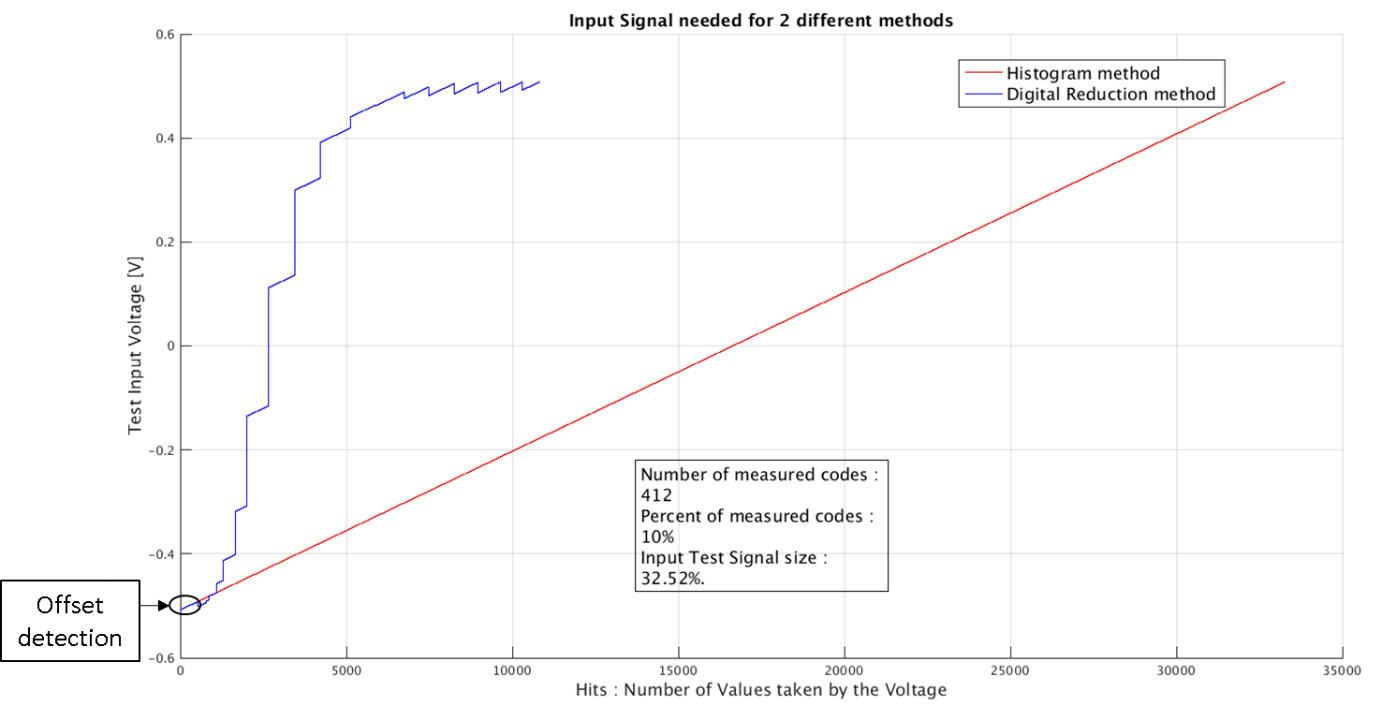 Input Signal needed for 2 different methods
0.6
0.4
0.2
0
-0.2
-0.4
-0.6
Test Input Voltage [V]
Histogram method
Digital Reduction method
Number of measured codes :
412
Percent of measured codes :
10%
Input Test Signal size :
32.52%.
Offset
detection
0 5000 10000 15000 20000 25000 30000 35000
Hits : Number of Values taken by the Voltage